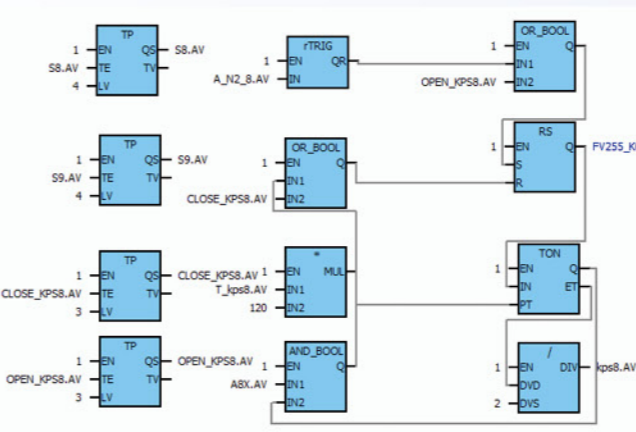 TP
1 EN QS S8.AV
S8.AV TE TV
4 LV
rTRIG
1 EN QR
A_N2_8.AV IN
OR_BOOL
1 EN Q
IN1
OPEN_KPS8.AV IN2
TP
1 EN QS S9.AV
S9.AV TE TV
4 LV
OR_BOOL
1 EN Q
IN1
CLOSE_KPS8.AV IN2
RS
1 EN Q
S
R
TP
1 EN QS CLOSE_KPS8.AV
CLOSE_KPS8.AV TE TV
3 LV
*
1 EN MUL
T_kps8.AV IN1
120 IN2
TON
1 EN Q
IN ET
PT
TP
1 EN QS OPEN_KPS8.AV
OPEN_KPS8.AV TE TV
3 LV
AND_BOOL
1 EN Q
A8X.AV IN1
IN2
/
1 EN DIV kps8.AV
DVD
2 DVS